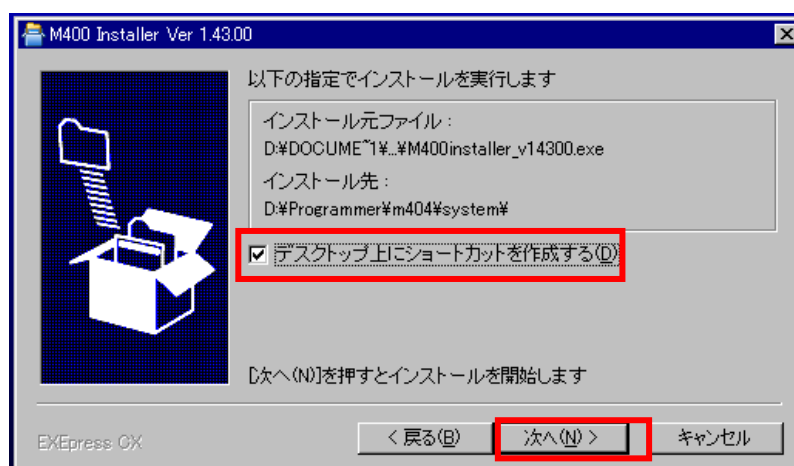 M400 Installer Ver 1.43.00
以下の指定でインストールを実行します
インストール元ファイル：
D:¥DOCUME~1¥...¥M400installer_v14300.exe
インストール先：
D:¥Programmer¥m404¥system¥
デスクトップ上にショートカットを作成する(D)
[次へ(N)]を押すとインストールを開始します
EXEpress CX
< 戻る(B) 次へ(N) > キャンセル